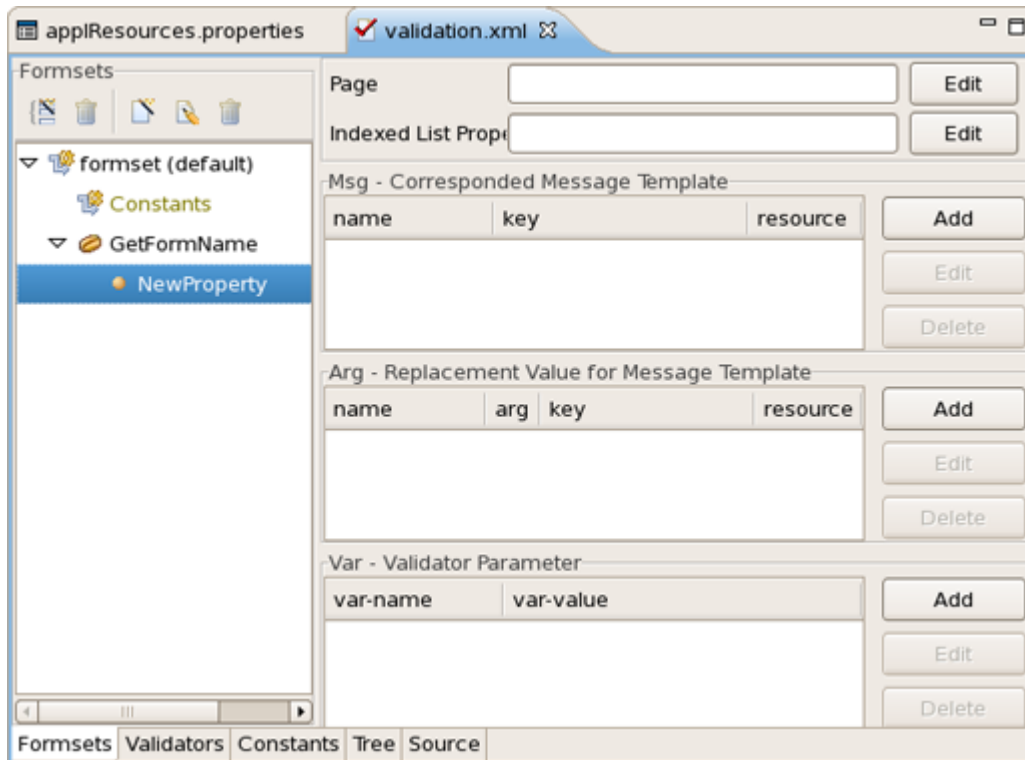 applResources.properties
validation.xml
Formsets
formset (default)
Constants
GetFormName
NewProperty
Page
Edit
Indexed List Prope
Edit
Msg - Corresponded Message Template
name key resource
Add
Edit
Delete
Arg - Replacement Value for Message Template
name arg key resource
Add
Edit
Delete
Var - Validator Parameter
var-name var-value
Add
Edit
Delete
Formsets Validators Constants Tree Source